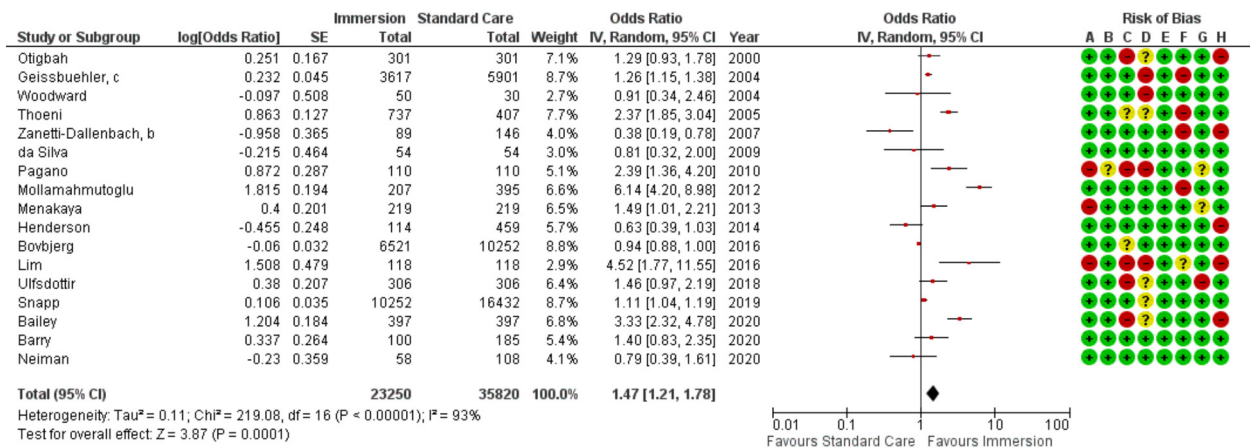 Immersion Standard Care Odds Ratio Odds Ratio Risk of Bias
Study or Subgroup log[Odds Ratio] SE Total Total Weight IV, Random, 95% CI Year IV, Random, 95% CI A B C D E F G H
Otigbah 0.251 0.167 301 301 7.1% 1.29 [0.93, 1.78] 2000 + + - ? + + + -
Geissbuehler, c 0.232 0.045 3617 5901 8.7% 1.26 [1.15, 1.38] 2004 + + + - + - + +
Woodward -0.097 0.508 50 30 2.7% 0.91 [0.34, 2.46] 2004 + + + - + + + +
Thoeni 0.863 0.127 737 407 7.7% 2.37 [1.85, 3.04] 2005 + + ? ? + - + +
Zanetti-Dallenbach, b -0.958 0.365 89 146 4.0% 0.38 [0.19, 0.78] 2007 + + + + + - + -
da Silva -0.215 0.464 54 54 3.0% 0.81 [0.32, 2.00] 2009 + + + + + + + +
Pagano 0.872 0.287 110 110 5.1% 2.39 [1.36, 4.20] 2010 - ? - - + + ? +
Mollamahmutoglu 1.815 0.194 207 395 6.6% 6.14 [4.20, 8.98] 2012 + + + + + - + +
Menakaya 0.4 0.201 219 219 6.5% 1.49 [1.01, 2.21] 2013 - + + + + + ? +
Henderson -0.455 0.248 114 459 5.7% 0.63 [0.39, 1.03] 2014 + + + + + + + -
Bovbjerg -0.06 0.032 6521 10252 8.8% 0.94 [0.88, 1.00] 2016 + + ? + + + + +
Lim 1.508 0.479 118 118 2.9% 4.52 [1.77, 11.55] 2016 - + - - + ? + -
Ulfsdottir 0.38 0.207 306 306 6.4% 1.46 [0.97, 2.19] 2018 + + - ? + + - +
Snapp 0.106 0.035 10252 16432 8.7% 1.11 [1.04, 1.19] 2019 + + + ? + + + +
Bailey 1.204 0.184 397 397 6.8% 3.33 [2.32, 4.78] 2020 + + - ? + + + -
Barry 0.337 0.264 100 185 5.4% 1.40 [0.83, 2.35] 2020 + + + + + + + +
Neiman -0.23 0.359 58 108 4.1% 0.79 [0.39, 1.61] 2020 + + + + + + + +
Total (95% CI) 23250 35820 100.0% 1.47 [1.21, 1.78]
Heterogeneity: Tau² = 0.11; Chi² = 219.08, df = 16 (P < 0.00001); I² = 93%
Test for overall effect: Z = 3.87 (P = 0.0001)
0.01 0.1 1 10 100
Favours Standard Care Favours Immersion